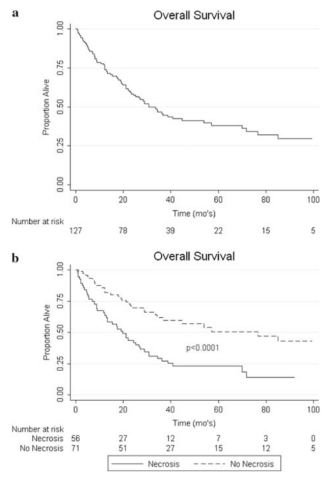 a
Overall Survival
1.00
0.75
0.50
0.25
0.00
Proportion Alive
0 20 40 60 80 100
Time (mo's)
Number at risk
127 78 39 22 15 5
b
Overall Survival
1.00
0.75
0.50
0.25
0.00
Proportion Alive
p<0.0001
0 20 40 60 80 100
Time (mo's)
Number at risk
Necrosis 56 27 12 7 3 0
No Necrosis 71 51 27 15 12 5
Necrosis No Necrosis